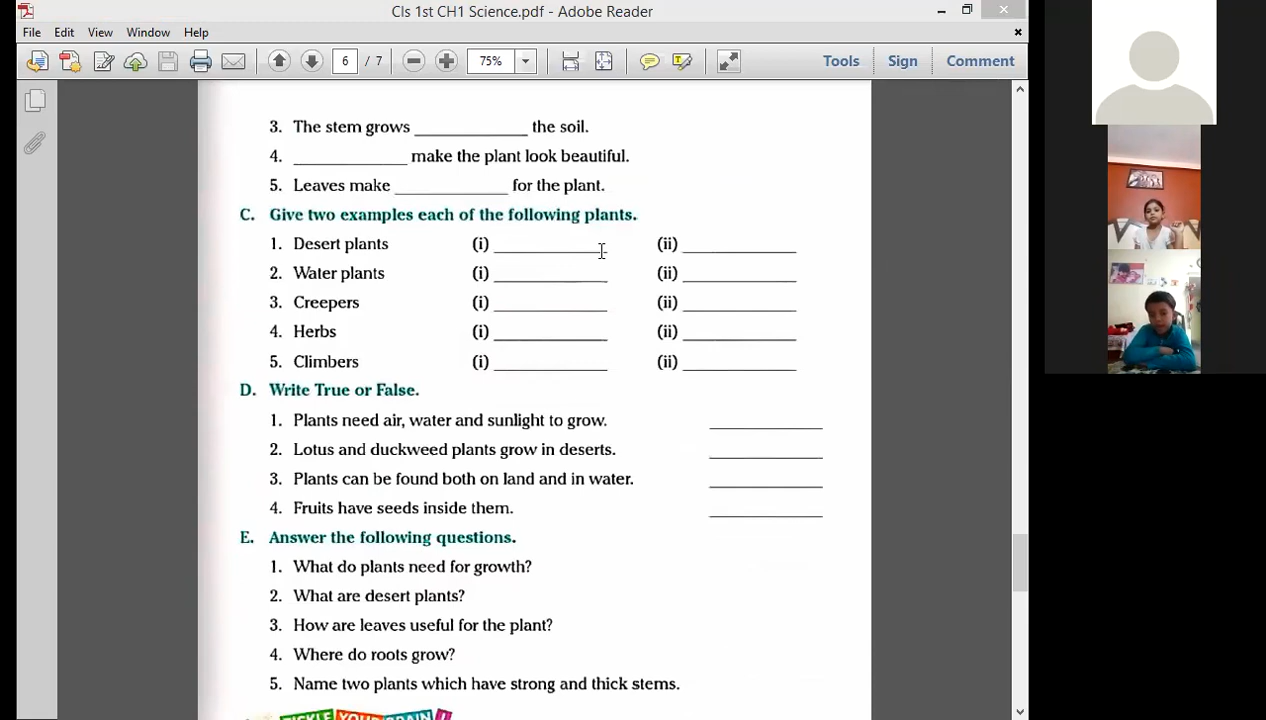 Cls 1st CH1 Science.pdf - Adobe Reader
File Edit View Window Help
6 / 7 75% Tools Sign Comment
3. The stem grows ____________ the soil.
4. ____________ make the plant look beautiful.
5. Leaves make ____________ for the plant.
C. Give two examples each of the following plants.
1. Desert plants (i) ____________ (ii) ____________
2. Water plants (i) ____________ (ii) ____________
3. Creepers (i) ____________ (ii) ____________
4. Herbs (i) ____________ (ii) ____________
5. Climbers (i) ____________ (ii) ____________
D. Write True or False.
1. Plants need air, water and sunlight to grow. ____________
2. Lotus and duckweed plants grow in deserts. ____________
3. Plants can be found both on land and in water. ____________
4. Fruits have seeds inside them. ____________
E. Answer the following questions.
1. What do plants need for growth?
2. What are desert plants?
3. How are leaves useful for the plant?
4. Where do roots grow?
5. Name two plants which have strong and thick stems.
TICKLE YOUR BRAIN !